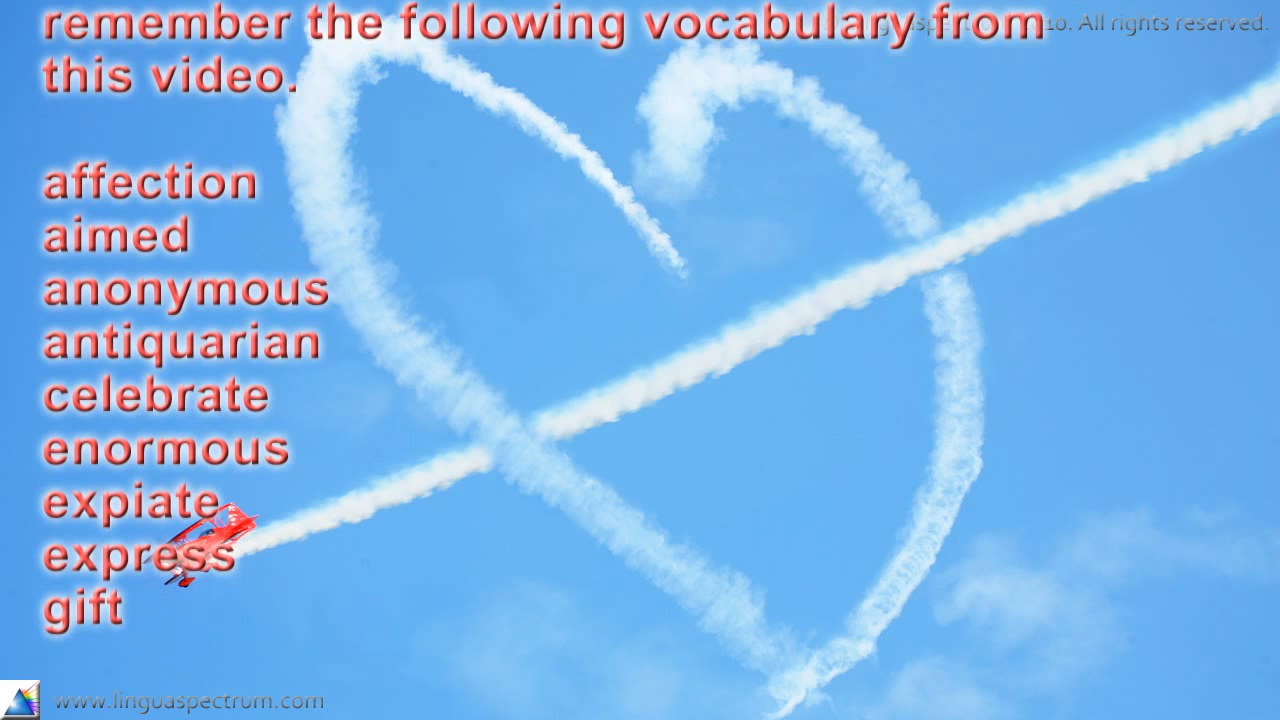 remember the following vocabulary from
10. All rights reserved.
this video.
affection
aimed
anonymous
antiquarian
celebrate
enormous
expiate
express
gift
www.linguaspectrum.com